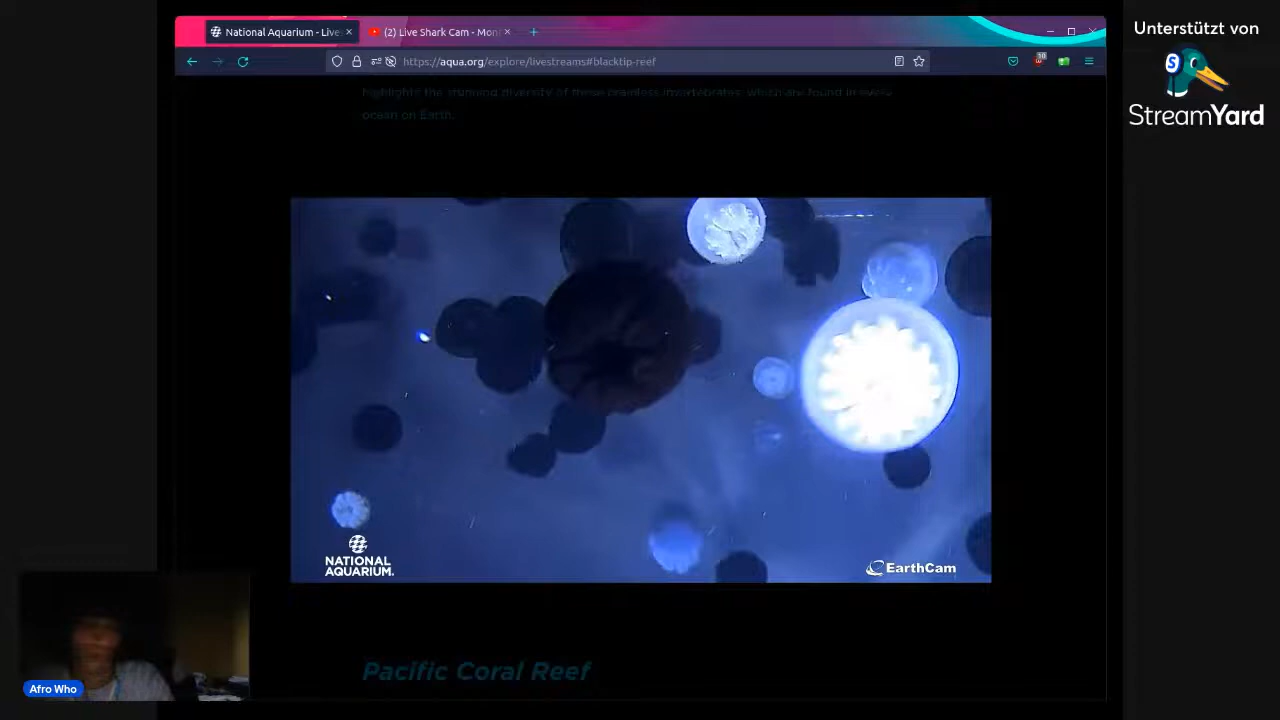 Unterstützt von
StreamYard
National Aquarium - Live
(2) Live Shark Cam - Mon
https://aqua.org/explore/livestreams#blacktip-reef
highlights the stunning diversity of these brainless invertebrates, which are found in every
ocean on Earth.
NATIONAL
AQUARIUM.
EarthCam
Pacific Coral Reef
Afro Who